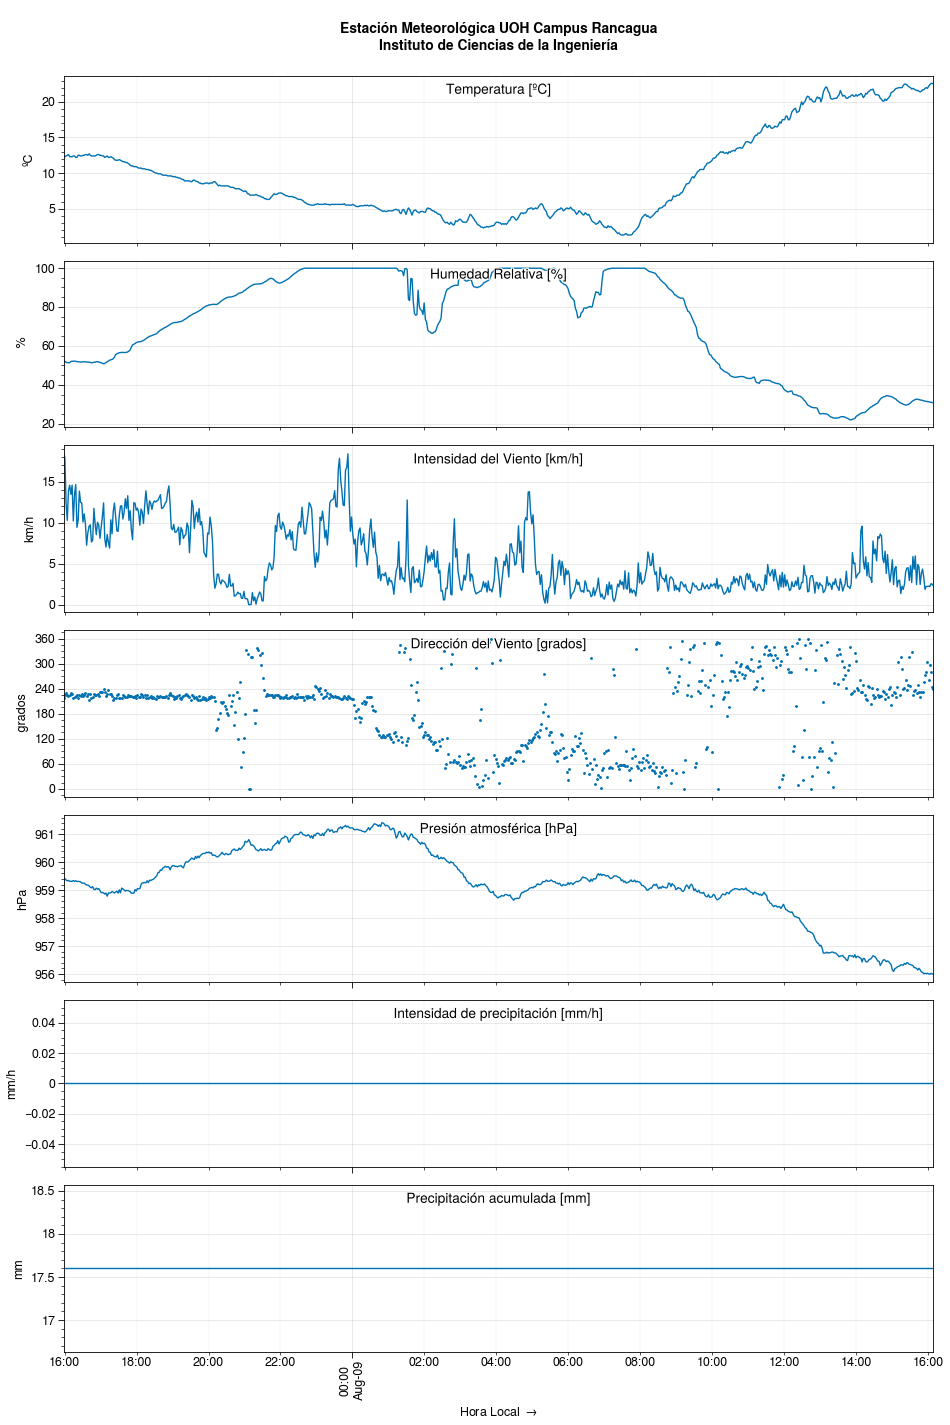 Estación Meteorológica UOH Campus Rancagua
Instituto de Ciencias de la Ingeniería
Temperatura [ºC]
ºC
20
15
10
5
Humedad Relativa [%]
%
100
80
60
40
20
Intensidad del Viento [km/h]
km/h
15
10
5
0
Dirección del Viento [grados]
grados
360
300
240
180
120
60
0
Presión atmosférica [hPa]
hPa
961
960
959
958
957
956
Intensidad de precipitación [mm/h]
mm/h
0.04
0.02
0
−0.02
−0.04
Precipitación acumulada [mm]
mm
18.5
18
17.5
17
16:00 18:00 20:00 22:00 00:00 02:00 04:00 06:00 08:00 10:00 12:00 14:00 16:00
Aug-09
Hora Local →